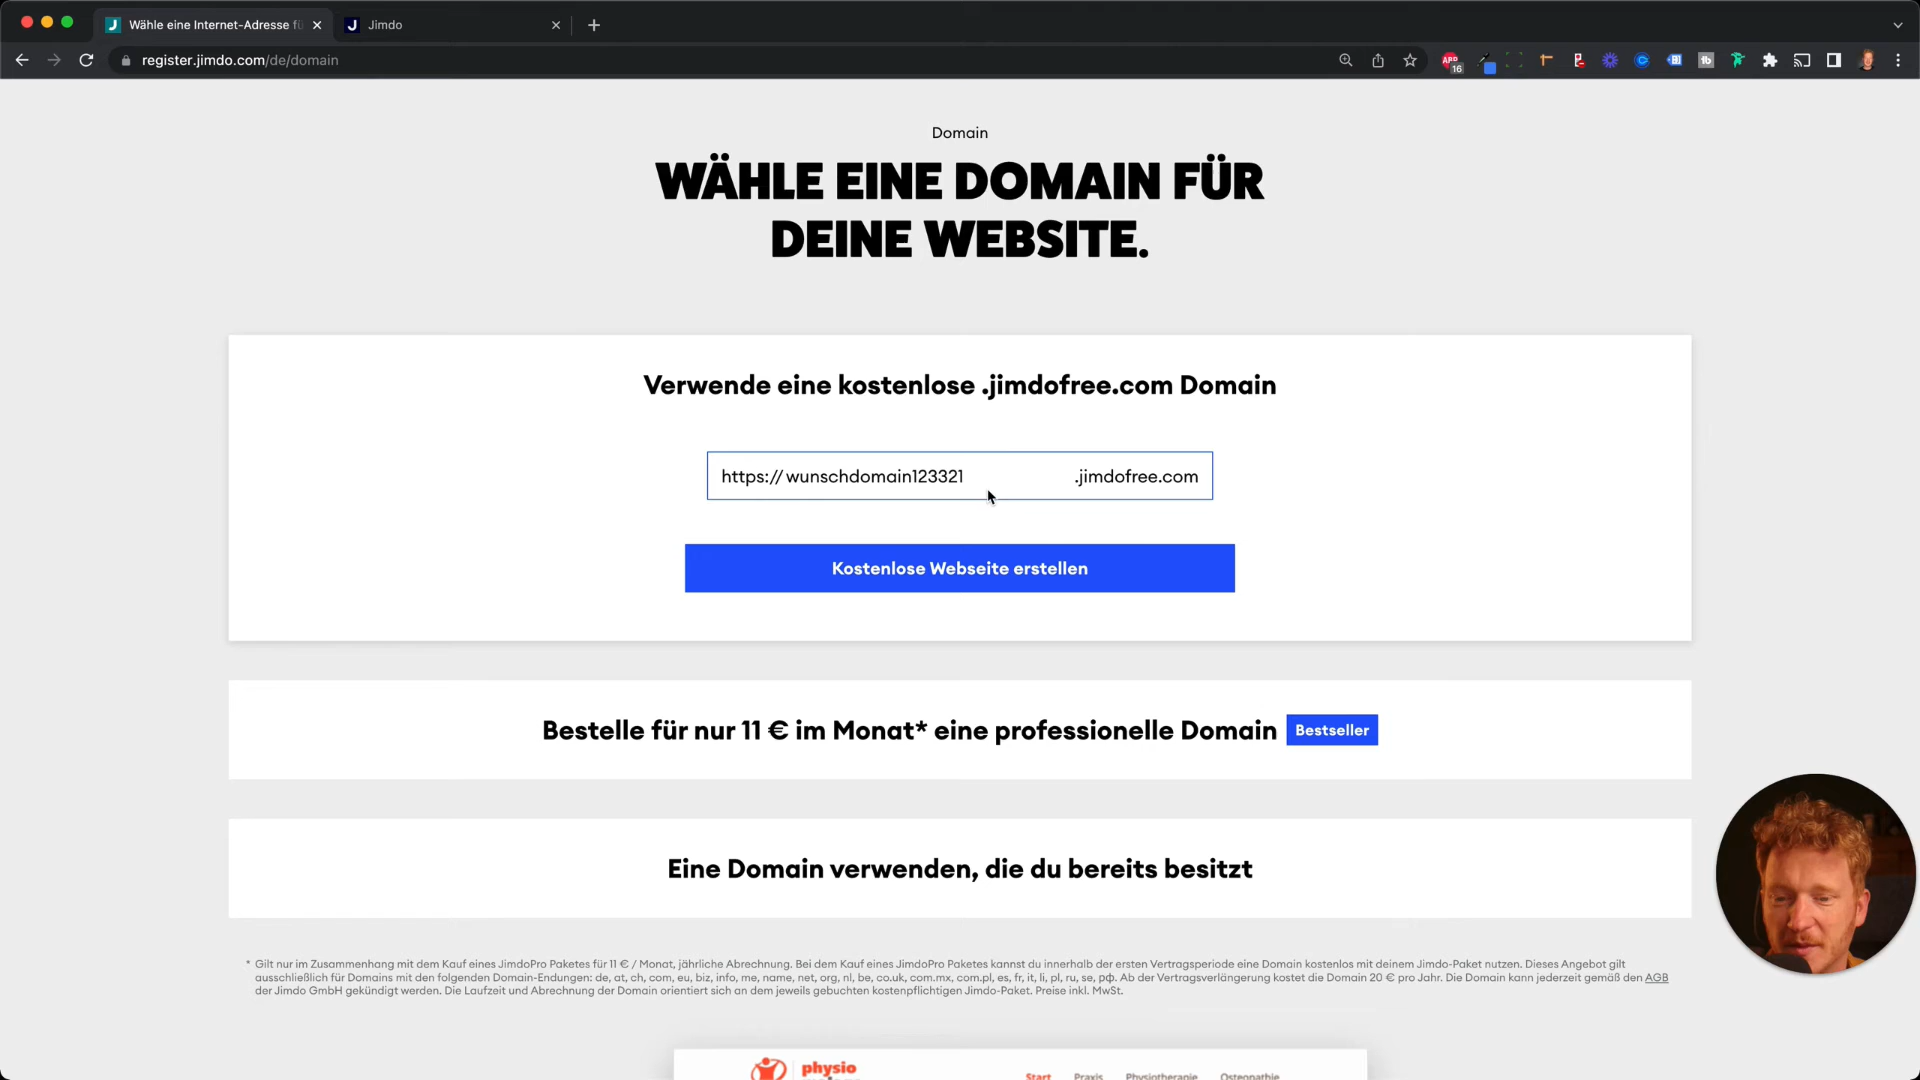 Wähle eine Internet-Adresse fü
Jimdo
register.jimdo.com/de/domain
ABP
16
Domain
WÄHLE EINE DOMAIN FÜR
DEINE WEBSITE.
Verwende eine kostenlose .jimdofree.com Domain
https:// wunschdomain123321 .jimdofree.com
Kostenlose Webseite erstellen
Bestelle für nur 11 € im Monat* eine professionelle Domain Bestseller
Eine Domain verwenden, die du bereits besitzt
* Gilt nur im Zusammenhang mit dem Kauf eines JimdoPro Paketes für 11 € / Monat, jährliche Abrechnung. Bei dem Kauf eines JimdoPro Paketes kannst du innerhalb der ersten Vertragsperiode eine Domain kostenlos mit deinem Jimdo-Paket nutzen. Dieses Angebot gilt
ausschließlich für Domains mit den folgenden Domain-Endungen: de, at, ch, com, eu, biz, info, me, name, net, org, nl, be, co.uk, com.mx, com.pl, es, fr, it, li, pl, ru, se, рф. Ab der Vertragsverlängerung kostet die Domain 20 € pro Jahr. Die Domain kann jederzeit gemäß den AGB
der Jimdo GmbH gekündigt werden. Die Laufzeit und Abrechnung der Domain orientiert sich an dem jeweils gebuchten kostenpflichtigen Jimdo-Paket. Preise inkl. MwSt.
physio
Start Praxis Physiotherapie Osteopathie